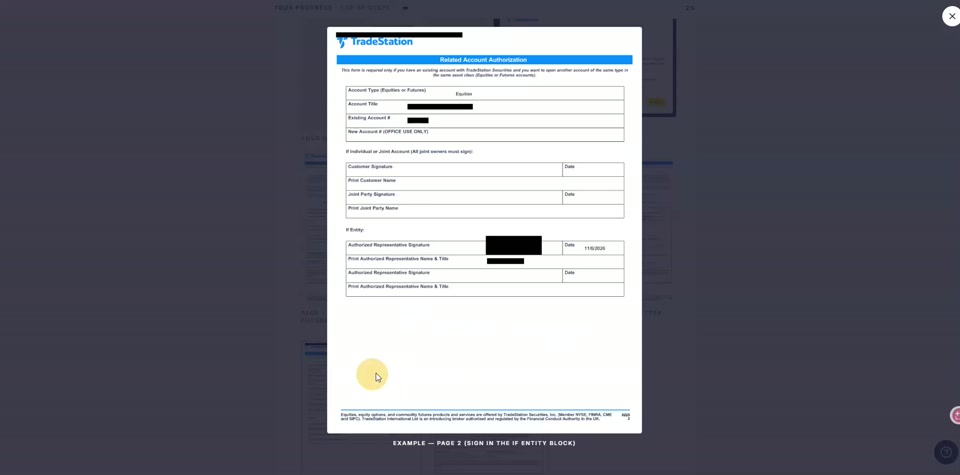 TradeStation
Related Account Authorization
This form is required only if you have an existing account with TradeStation Securities and you want to open another account of the same type in
the same asset class (Equities or Futures accounts).
Account Type (Equities or Futures)
Equities
Account Title
Existing Account #
New Account # (OFFICE USE ONLY)
If Individual or Joint Account (All joint owners must sign):
Customer Signature
Date
Print Customer Name
Joint Party Signature
Date
Print Joint Party Name
If Entity:
Authorized Representative Signature
Date 11/6/2026
Print Authorized Representative Name & Title
Authorized Representative Signature
Date
Print Authorized Representative Name & Title
Equities, equity options, and commodity futures products and services are offered by TradeStation Securities, Inc. (Member NYSE, FINRA, CME
and SIPC). TradeStation International Ltd is an introducing broker authorised and regulated by the Financial Conduct Authority in the UK.
EXAMPLE — PAGE 2 (SIGN IN THE IF ENTITY BLOCK)